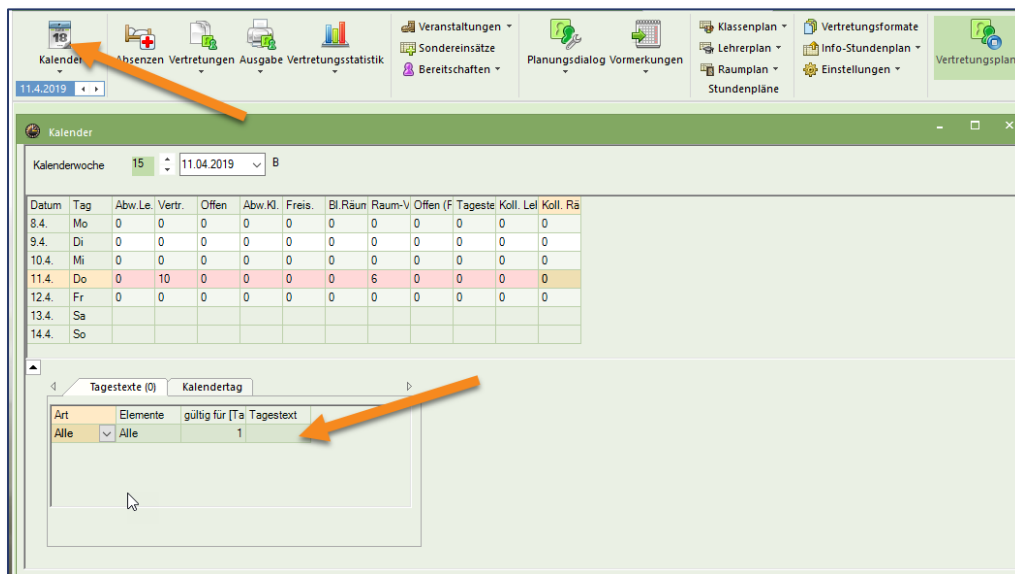 18
Kalender Absenzen Vertretungen Ausgabe Vertretungsstatistik
Veranstaltungen
Sondereinsätze
Bereitschaften
Planungsdialog Vormerkungen
Klassenplan
Lehrerplan
Raumplan
Stundenpläne
Vertretungsformate
Info-Stundenplan
Einstellungen
Vertretungsplan
11.4.2019
Kalender
Kalenderwoche 15 11.04.2019 B
Datum Tag Abw.Le. Vertr. Offen Abw.Kl. Freis. Bl.Räum Raum-V Offen (F Tageste Koll. Lel Koll. Rä
8.4. Mo 0 0 0 0 0 0 0 0 0 0 0
9.4. Di 0 0 0 0 0 0 0 0 0 0 0
10.4. Mi 0 0 0 0 0 0 0 0 0 0 0
11.4. Do 0 10 0 0 0 0 6 0 0 0 0
12.4. Fr 0 0 0 0 0 0 0 0 0 0 0
13.4. Sa
14.4. So
Tagestexte (0) Kalendertag
Art Elemente gültig für [Ta Tagestext
Alle Alle 1